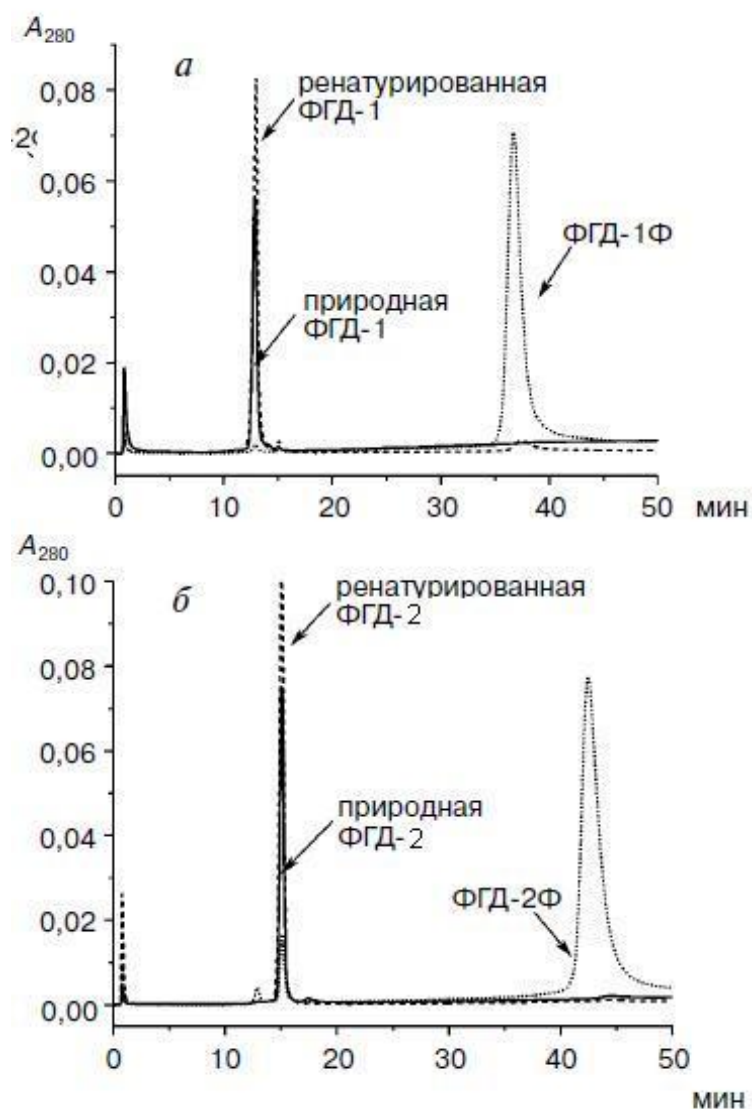 A280
а
0,08
0,06
0,04
0,02
0,00
ренатурированная
ФГД-1
природная
ФГД-1
ФГД-1Ф
0 10 20 30 40 50 мин
A280
б
0,10
0,08
0,06
0,04
0,02
0,00
ренатурированная
ФГД-2
природная
ФГД-2
ФГД-2Ф
0 10 20 30 40 50
мин